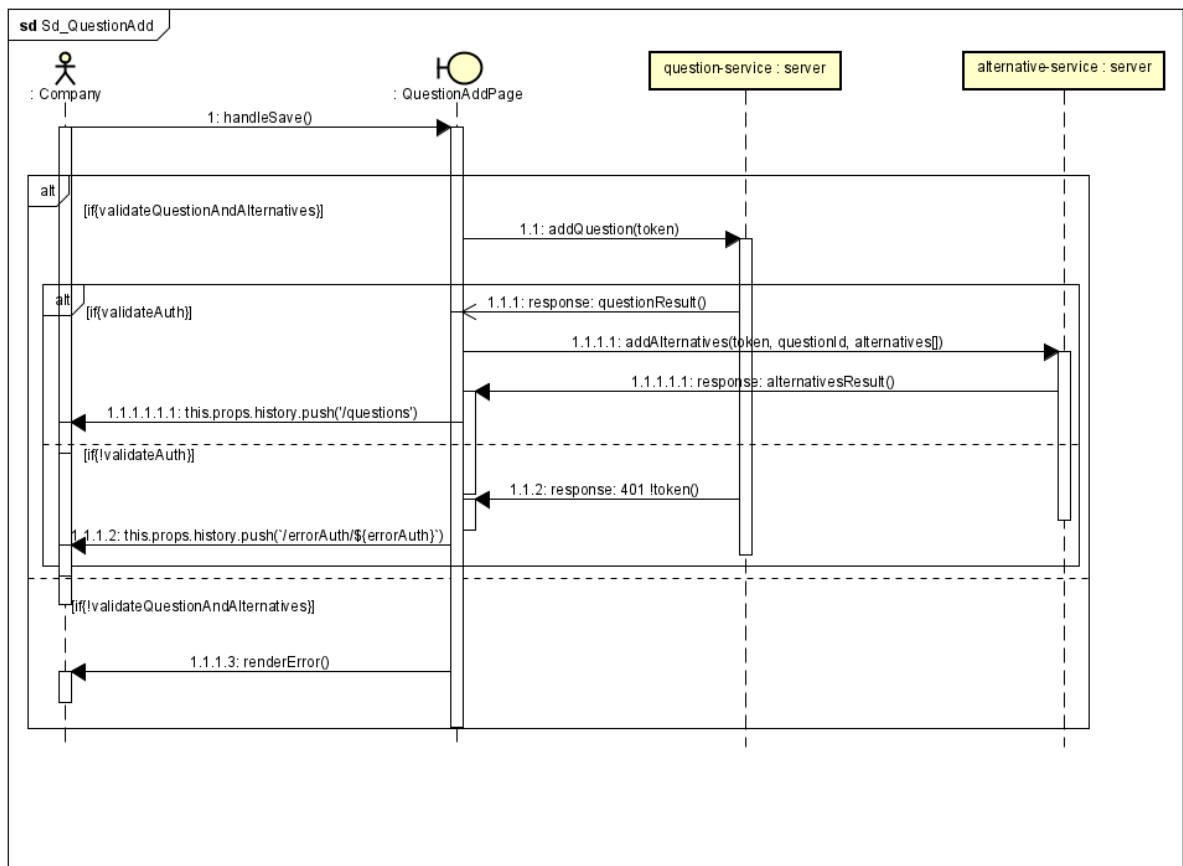 sd Sd_QuestionAdd
: Company
: QuestionAddPage
question-service : server
alternative-service : server
1: handleSave()
alt
[if{validateQuestionAndAlternatives}]
1.1: addQuestion(token)
alt
[if{validateAuth}]
1.1.1: response: questionResult()
1.1.1.1: addAlternatives(token, questionId, alternatives[])
1.1.1.1.1: response: alternativesResult()
1.1.1.1.1.1: this.props.history.push('/questions')
[if{!validateAuth}]
1.1.2: response: 401 !token()
1.1.1.2: this.props.history.push(`/errorAuth/${errorAuth}`)
[if{!validateQuestionAndAlternatives}]
1.1.1.3: renderError()